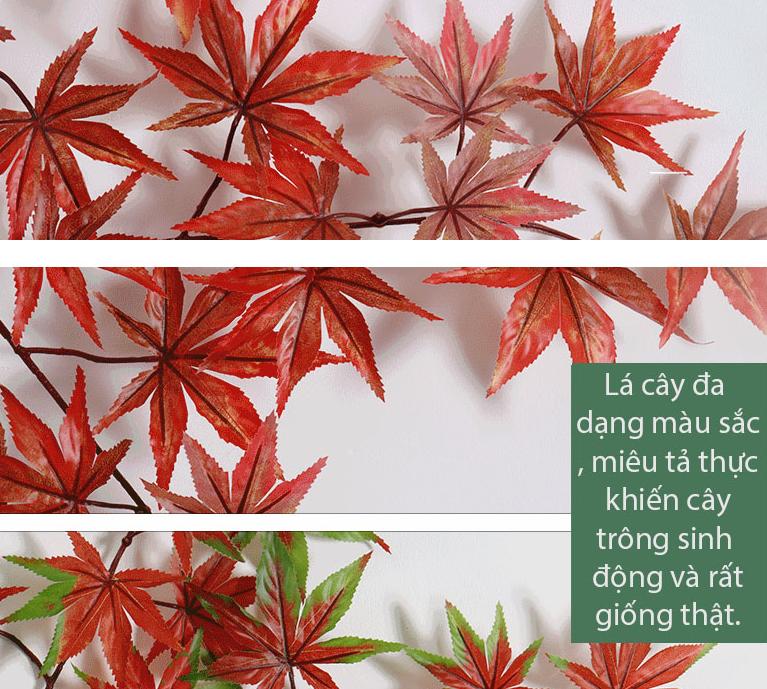 Lá cây đa
dạng màu sắc
, miêu tả thực
khiến cây
trông sinh
động và rất
giống thật.